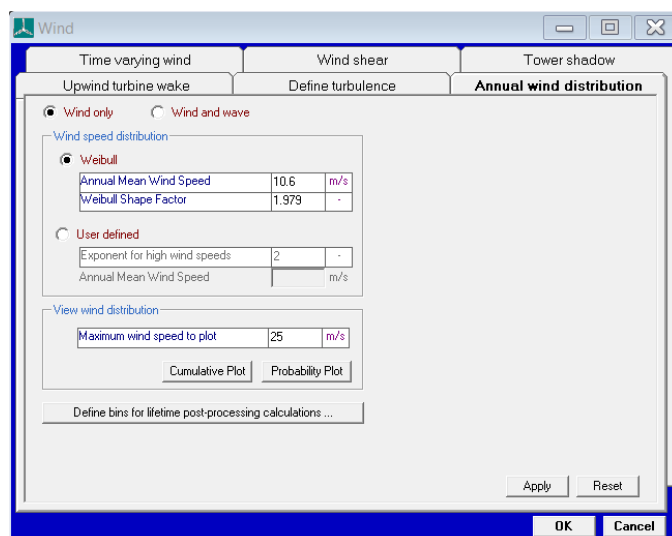 Wind
Time varying wind Wind shear Tower shadow
Upwind turbine wake Define turbulence Annual wind distribution
Wind only Wind and wave
Wind speed distribution
Weibull
Annual Mean Wind Speed 10.6 m/s
Weibull Shape Factor 1.979 -
User defined
Exponent for high wind speeds 2 -
Annual Mean Wind Speed m/s
View wind distribution
Maximum wind speed to plot 25 m/s
Cumulative Plot Probability Plot
Define bins for lifetime post-processing calculations ...
Apply Reset
OK Cancel